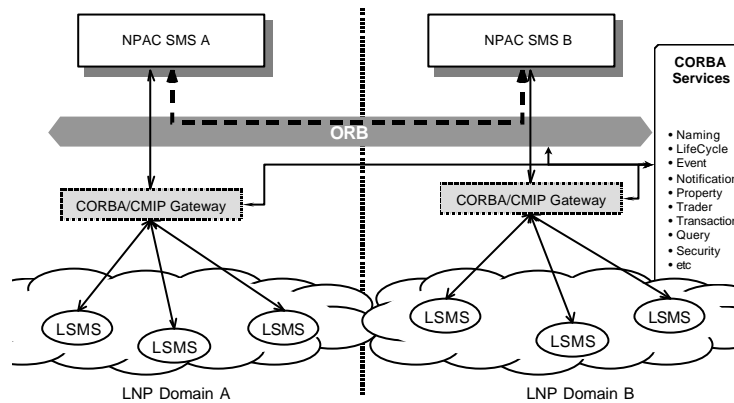 NPAC SMS A
NPAC SMS B
CORBA
Services
ORB
• Naming
• LifeCycle
• Event
• Notification
• Property
• Trader
• Transaction
• Query
• Security
• etc
CORBA/CMIP Gateway
CORBA/CMIP Gateway
LSMS
LSMS
LSMS
LSMS
LSMS
LSMS
LNP Domain A
LNP Domain B